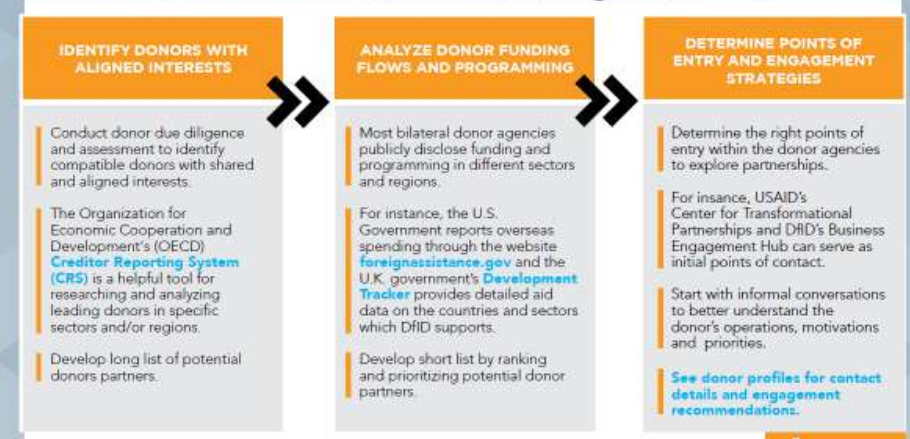 IDENTIFY DONORS WITH
ALIGNED INTERESTS
Conduct donor due diligence
and assessment to identify
compatible donors with shared
and aligned interests.
The Organization for
Economic Cooperation and
Development's (OECD)
Creditor Reporting System
(CRS) is a helpful tool for
researching and analyzing
leading donors in specific
sectors and/or regions.
Develop long list of potential
donors partners.
ANALYZE DONOR FUNDING
FLOWS AND PROGRAMMING
Most bilateral donor agencies
publicly disclose funding and
programming in different sectors
and regions.
For instance, the U.S.
Government reports overseas
spending through the website
foreignassistance.gov and the
U.K. government's Development
Tracker provides detailed aid
data on the countries and sectors
which DfID supports.
Develop short list by ranking
and prioritizing potential donor
partners.
DETERMINE POINTS OF
ENTRY AND ENGAGEMENT
STRATEGIES
Determine the right points of
entry within the donor agencies
to explore partnerships.
For insance, USAID's
Center for Transformational
Partnerships and DfID's Business
Engagement Hub can serve as
initial points of contact.
Start with informal conversations
to better understand the
donor's operations, motivations
and priorities.
See donor profiles for contact
details and engagement
recommendations.